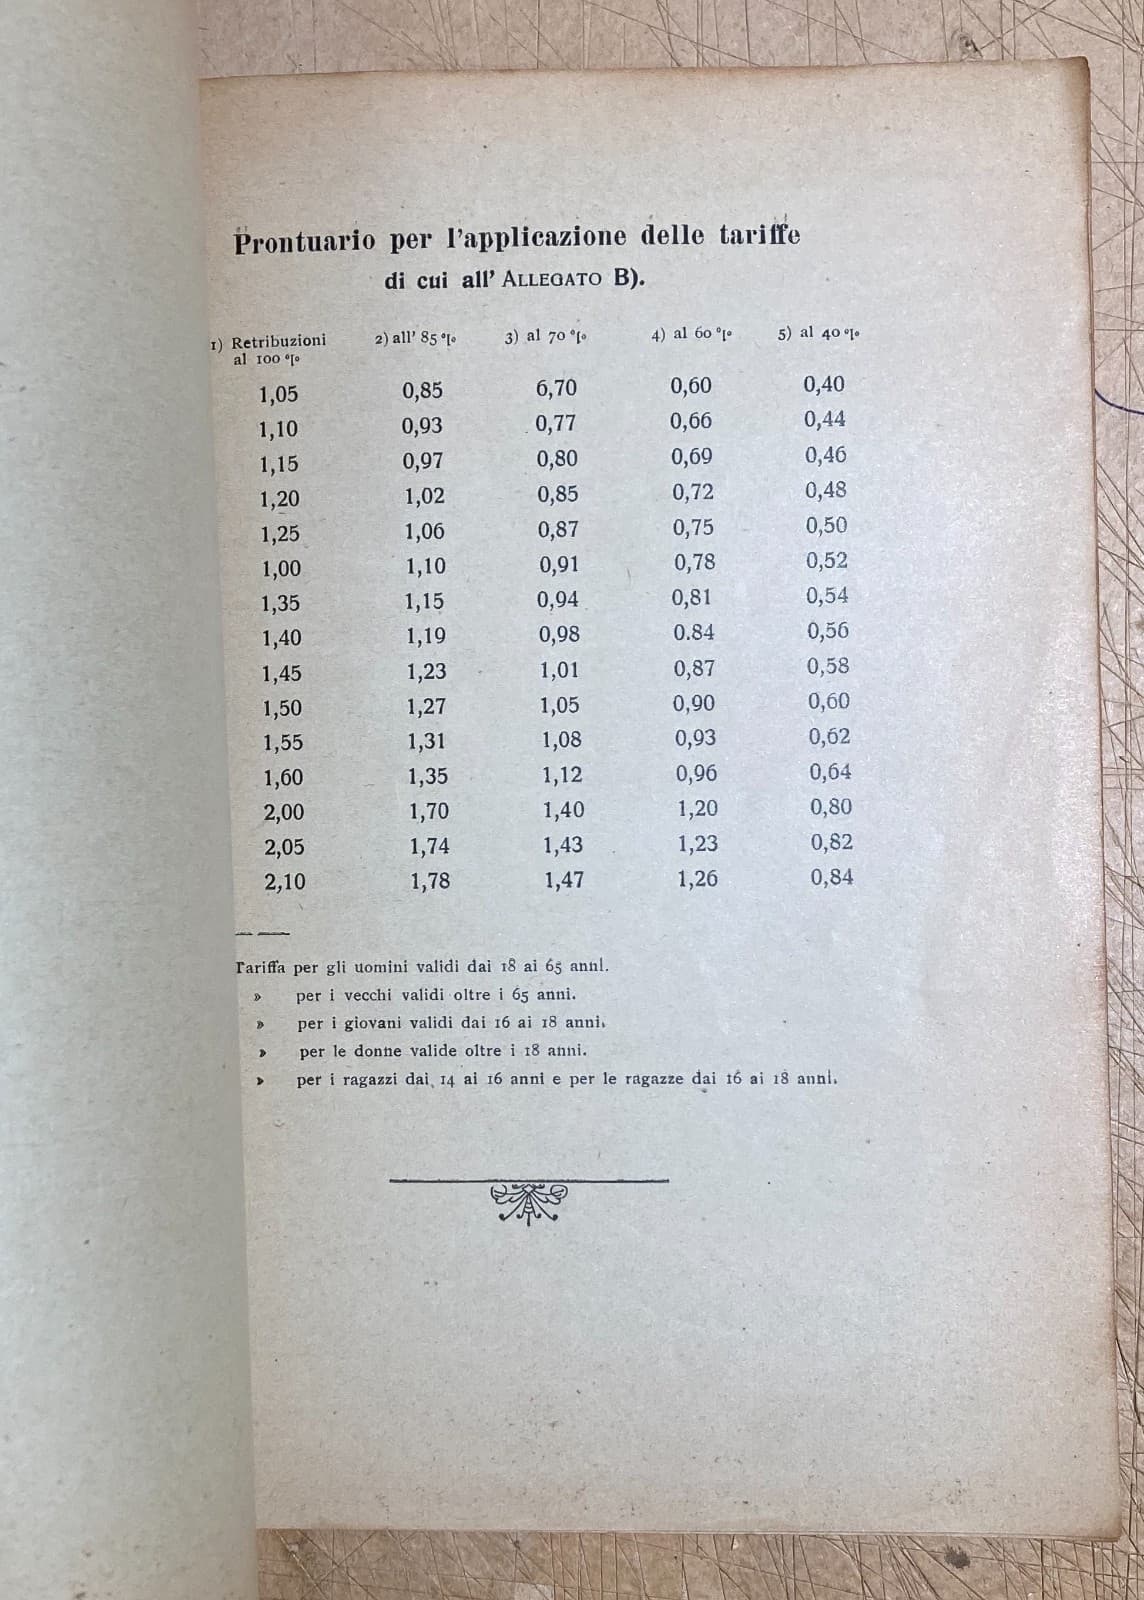 Prontuario per l'applicazione delle tariffe
di cui all' ALLEGATO B).
1) Retribuzioni al 100 % 2) all' 85 % 3) al 70 % 4) al 60 % 5) al 40 %
1,05 0,85 6,70 0,60 0,40
1,10 0,93 0,77 0,66 0,44
1,15 0,97 0,80 0,69 0,46
1,20 1,02 0,85 0,72 0,48
1,25 1,06 0,87 0,75 0,50
1,00 1,10 0,91 0,78 0,52
1,35 1,15 0,94 0,81 0,54
1,40 1,19 0,98 0.84 0,56
1,45 1,23 1,01 0,87 0,58
1,50 1,27 1,05 0,90 0,60
1,55 1,31 1,08 0,93 0,62
1,60 1,35 1,12 0,96 0,64
2,00 1,70 1,40 1,20 0,80
2,05 1,74 1,43 1,23 0,82
2,10 1,78 1,47 1,26 0,84
Tariffa per gli uomini validi dai 18 ai 65 anni.
» per i vecchi validi oltre i 65 anni.
» per i giovani validi dai 16 ai 18 anni.
» per le donne valide oltre i 18 anni.
» per i ragazzi dai 14 ai 16 anni e per le ragazze dai 16 ai 18 anni.